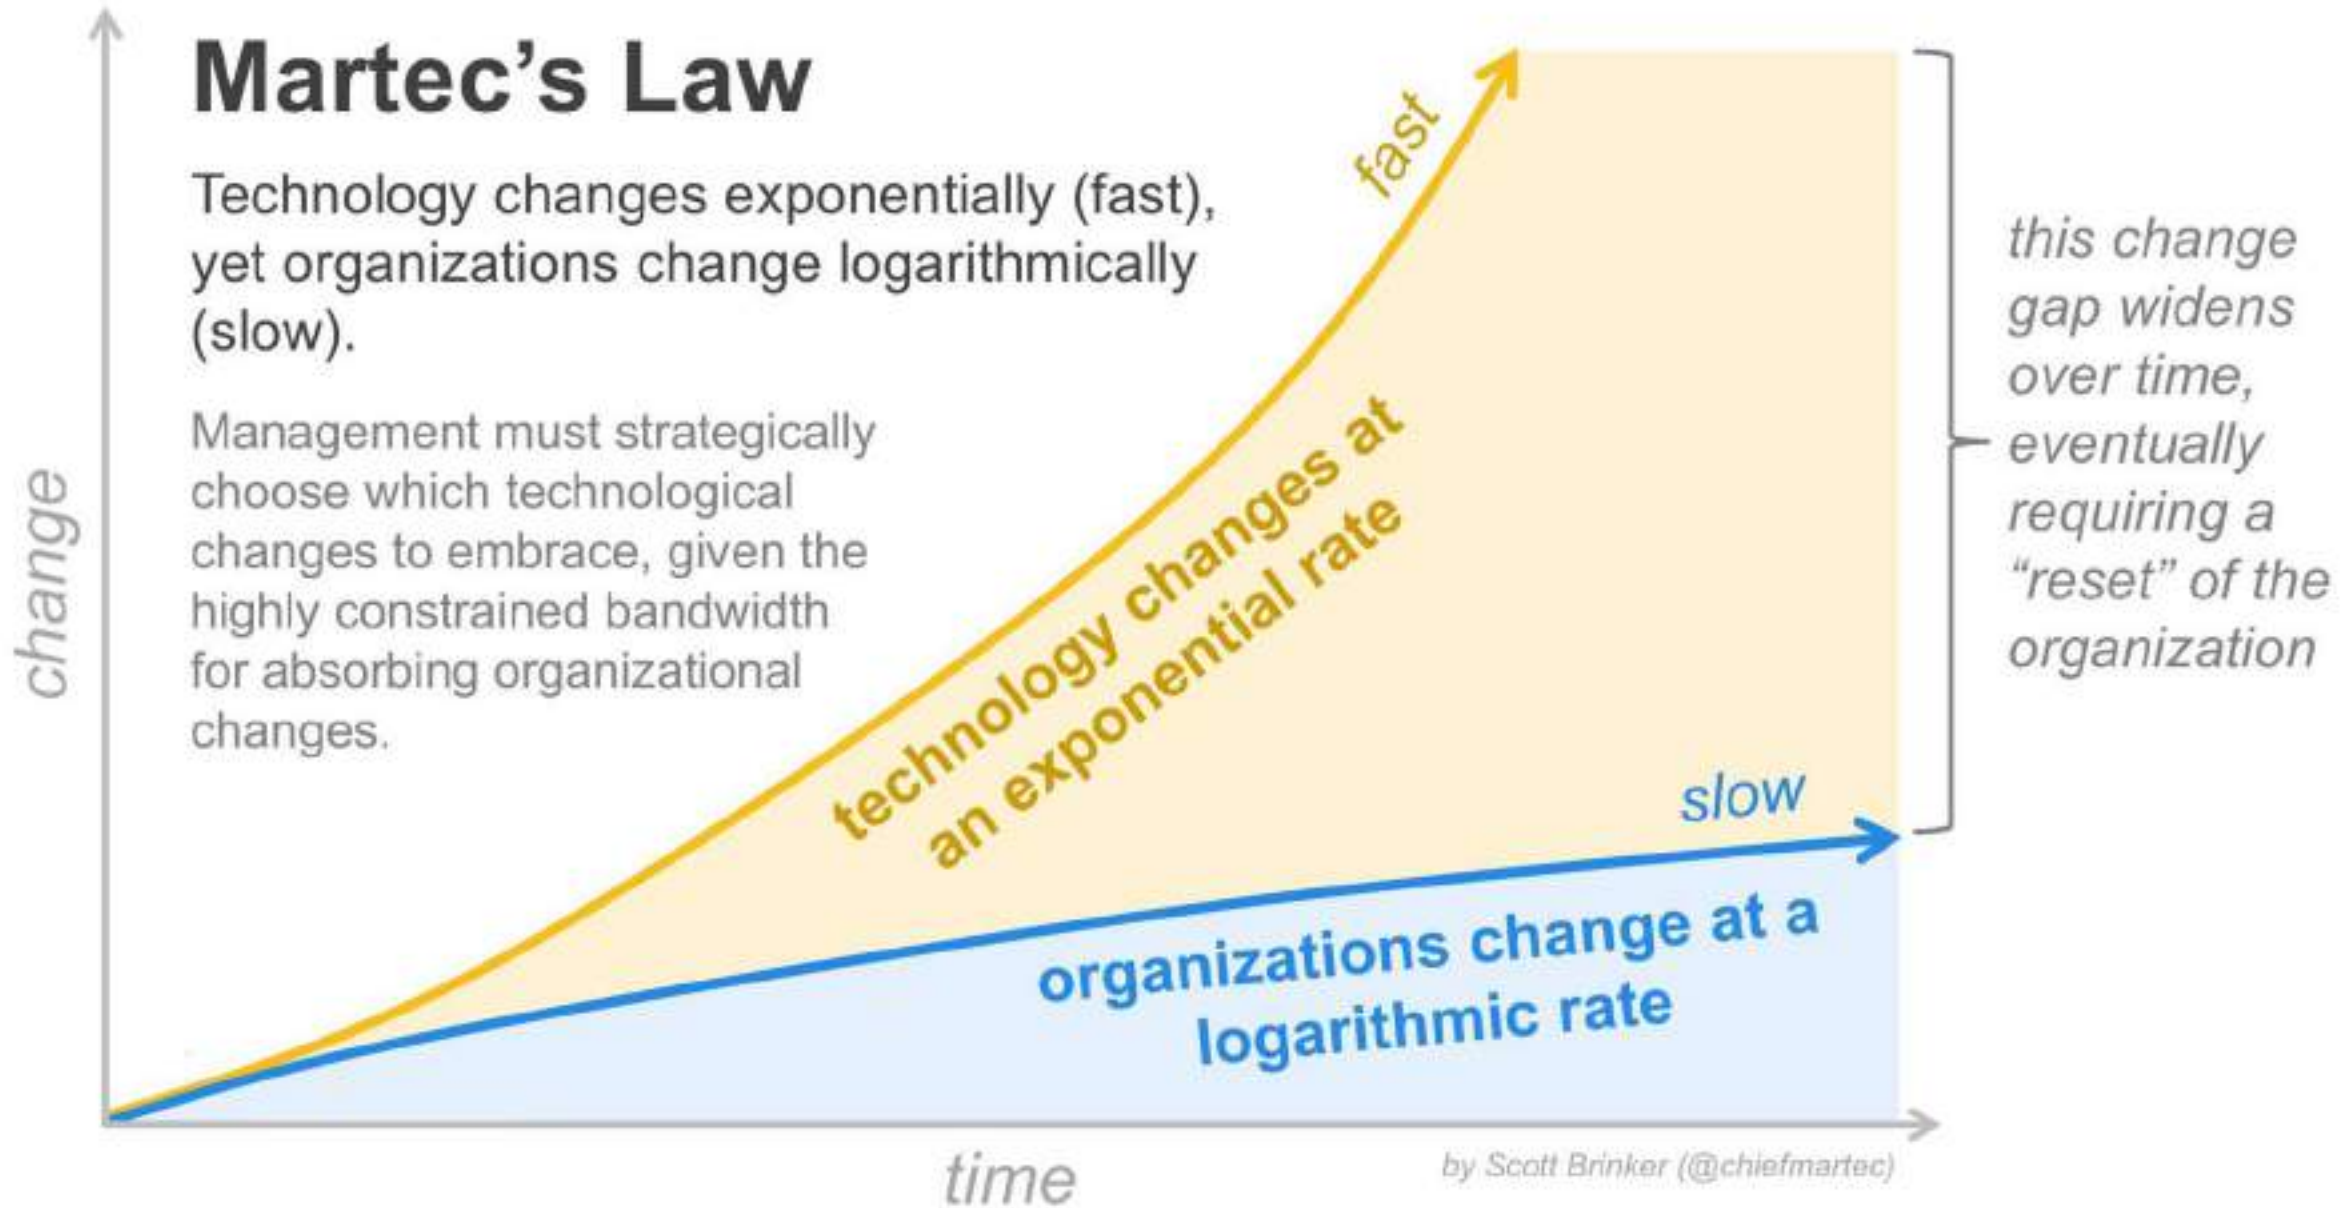 Martec’s Law
Technology changes exponentially (fast),
yet organizations change logarithmically
(slow).
Management must strategically
choose which technological
changes to embrace, given the
highly constrained bandwidth
for absorbing organizational
changes.
change
fast
technology changes at
an exponential rate
slow
organizations change at a
logarithmic rate
this change
gap widens
over time,
eventually
requiring a
“reset” of the
organization
time
by Scott Brinker (@chiefmartec)